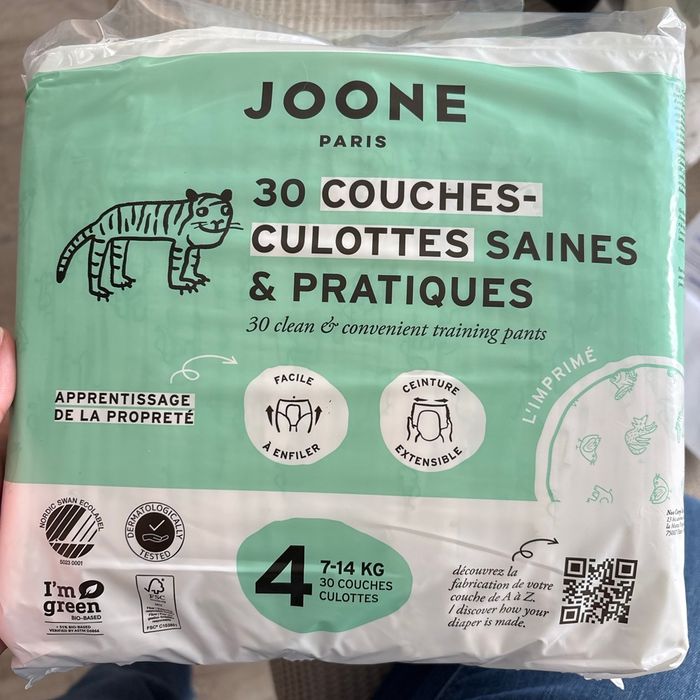 JOONE
PARIS
30 COUCHES-
CULOTTES SAINES
& PRATIQUES
30 clean & convenient training pants
APPRENTISSAGE
DE LA PROPRETÉ
FACILE
À ENFILER
CEINTURE
EXTENSIBLE
L'IMPRIMÉ
NORDIC SWAN ECOLABEL
5023 0001
DERMATOLOGICALLY
TESTED
I'm
green
BIO-BASED
FSC
4
7-14 KG
30 COUCHES
CULOTTES
découvrez la
fabrication de votre
couche de A à Z.
/ discover how your
diaper is made.